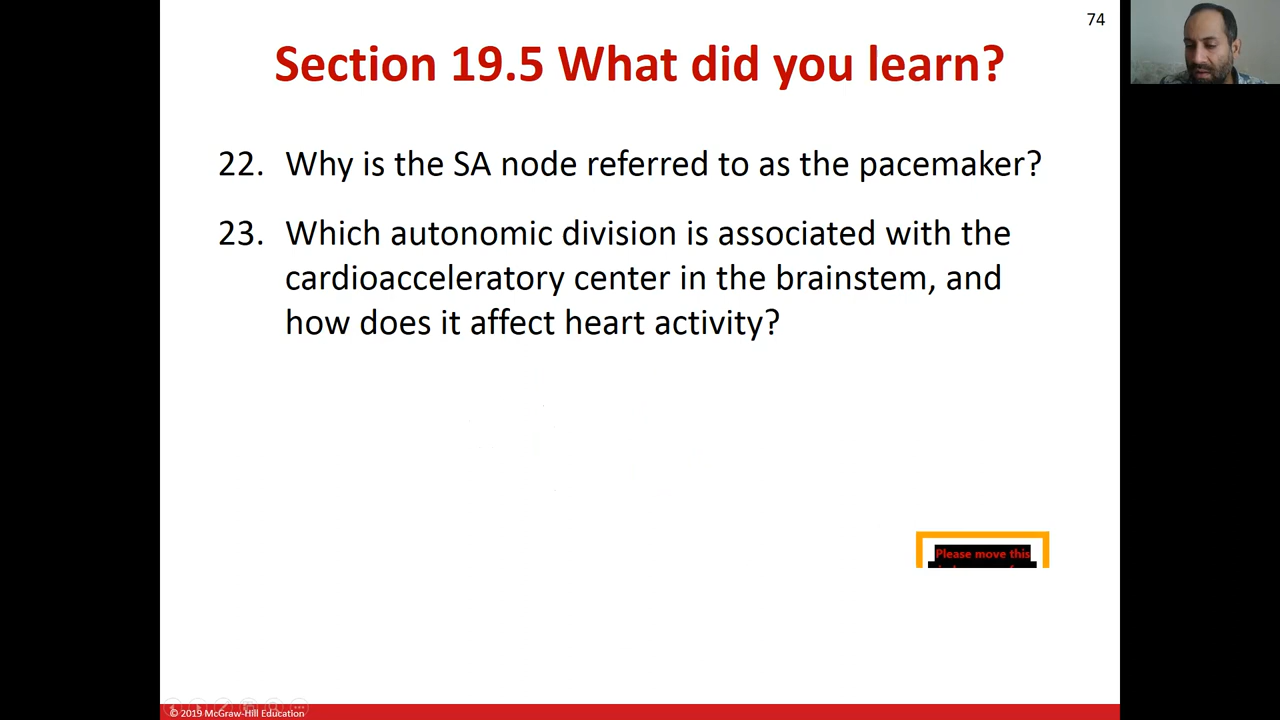 74
Section 19.5 What did you learn?
22. Why is the SA node referred to as the pacemaker?
23. Which autonomic division is associated with the
cardioacceleratory center in the brainstem, and
how does it affect heart activity?
Please move this
© 2019 McGraw-Hill Education